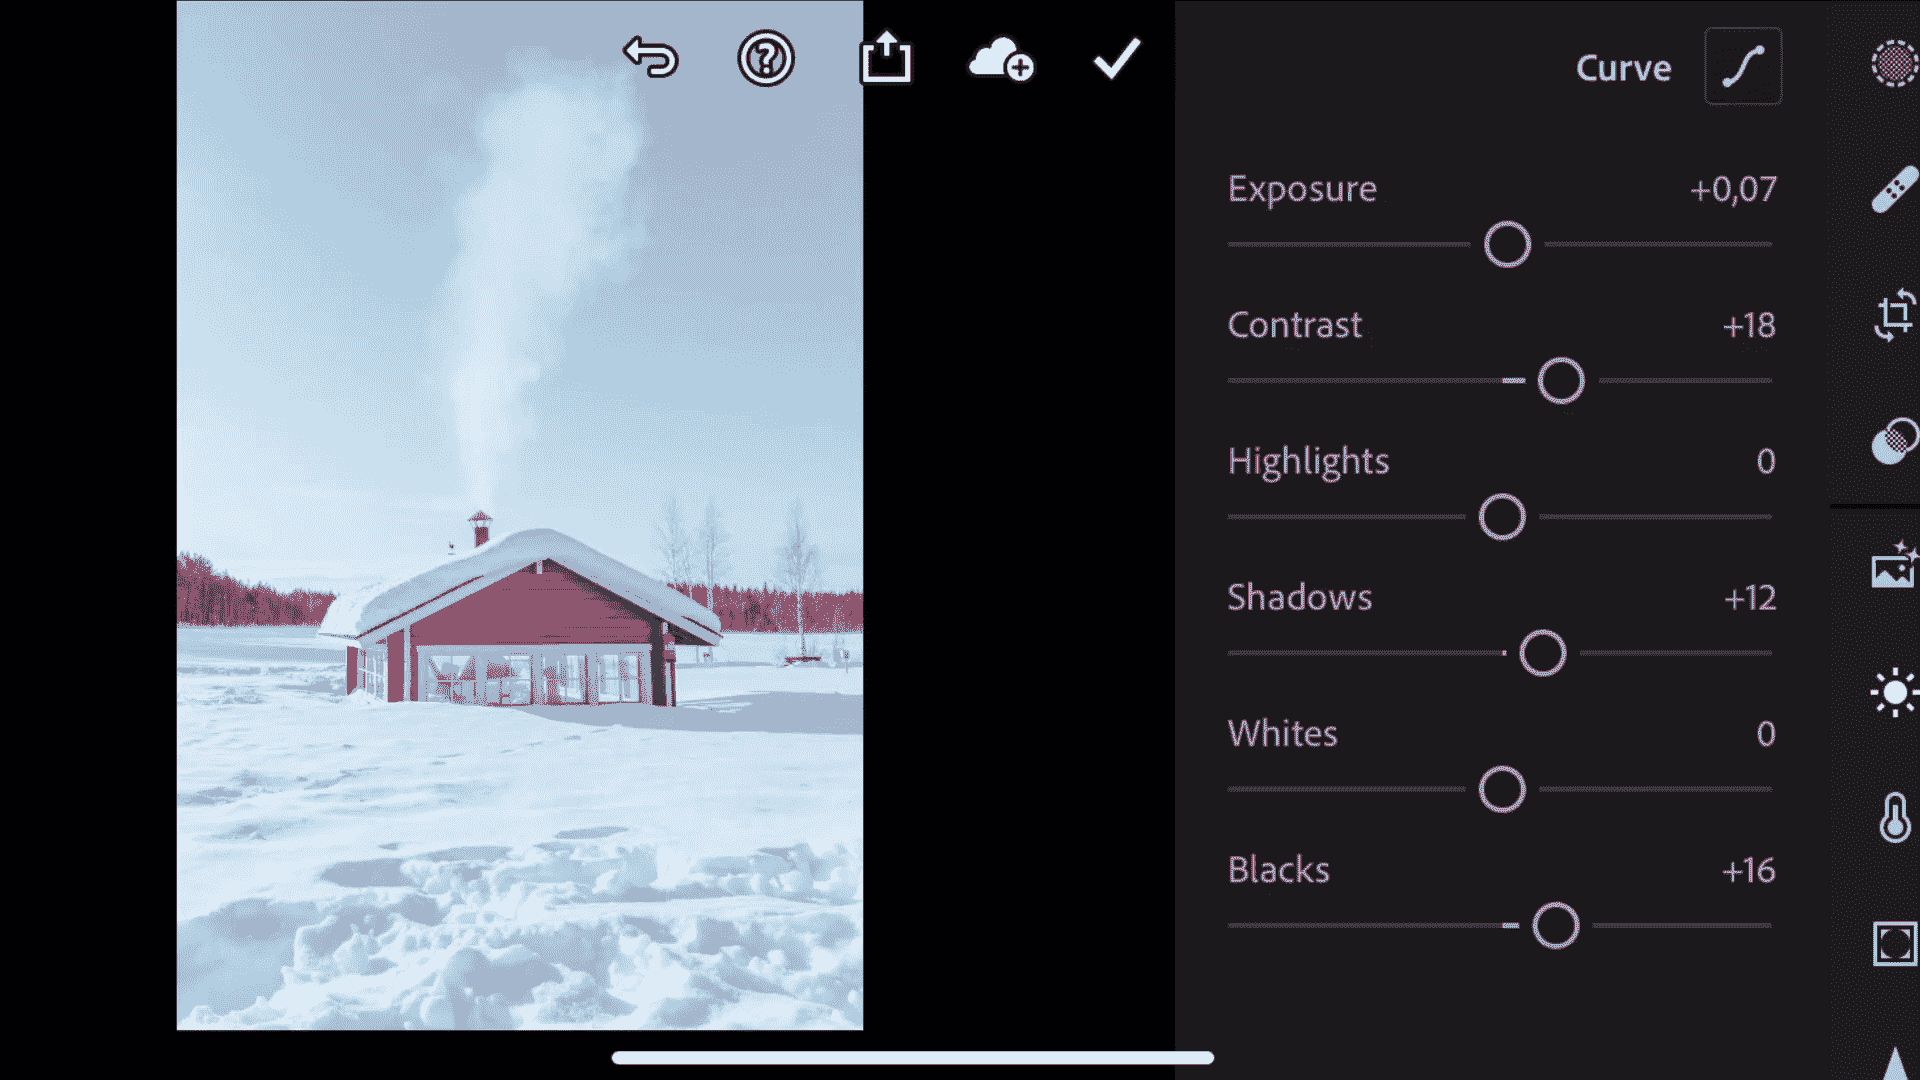 Curve
Exposure +0,07
Contrast +18
Highlights 0
Shadows +12
Whites 0
Blacks +16